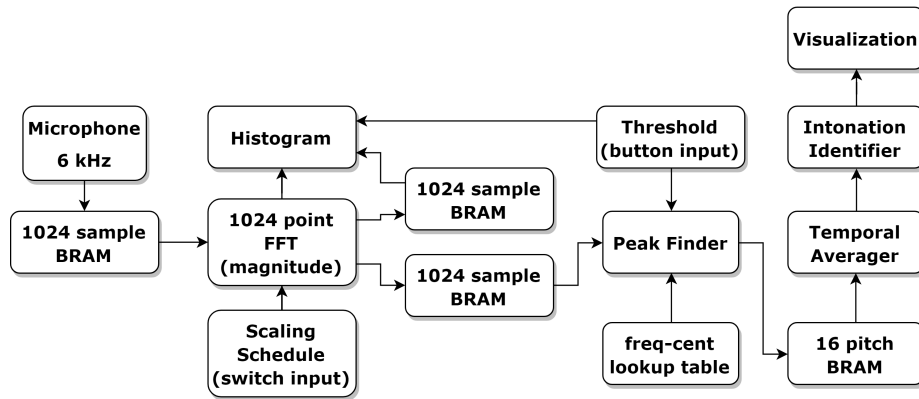 Visualization
Microphone
6 kHz
Histogram
Threshold
(button input)
Intonation
Identifier
1024 sample
BRAM
1024 sample
BRAM
1024 point
FFT
(magnitude)
1024 sample
BRAM
Peak Finder
Temporal
Averager
Scaling
Schedule
(switch input)
freq-cent
lookup table
16 pitch
BRAM